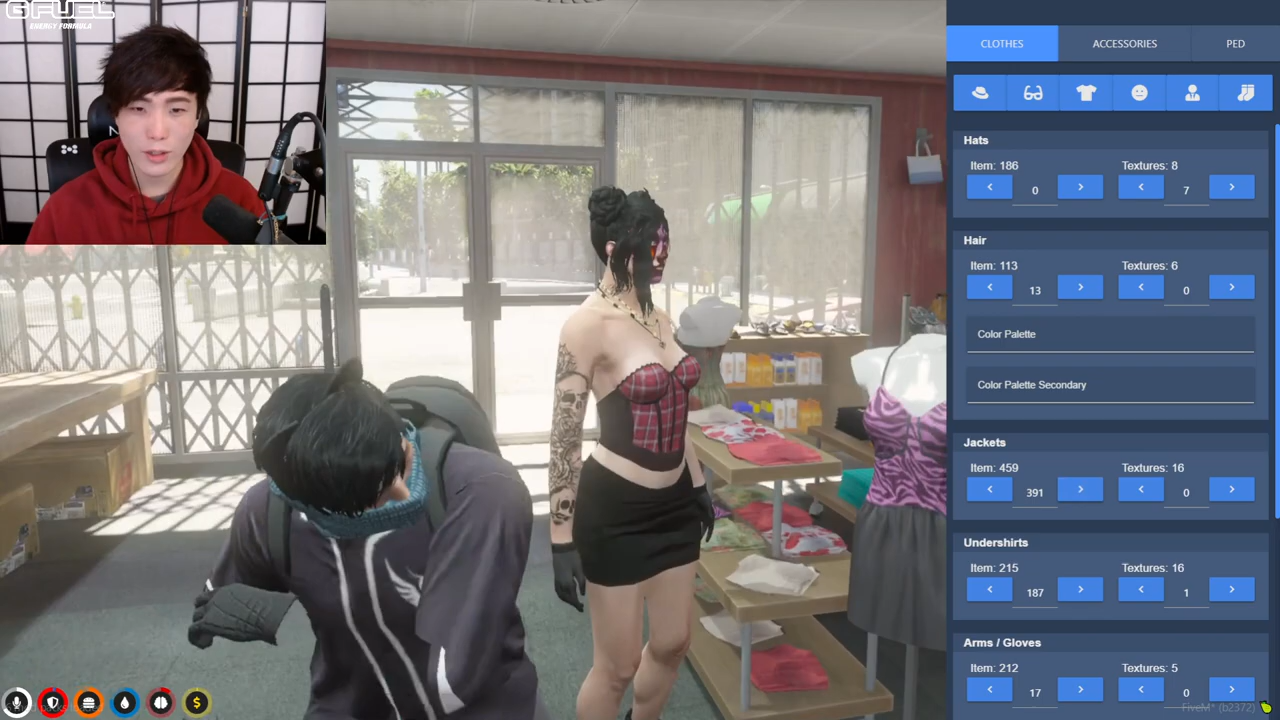 G FUEL
ENERGY FORMULA
CLOTHES
ACCESSORIES
PED
Hats
Item: 186
Textures: 8
0
7
Hair
Item: 113
Textures: 6
13
0
Color Palette
Color Palette Secondary
Jackets
Item: 459
Textures: 16
391
0
Undershirts
Item: 215
Textures: 16
187
1
Arms / Gloves
Item: 212
Textures: 5
17
0
FiveM* (b2372)